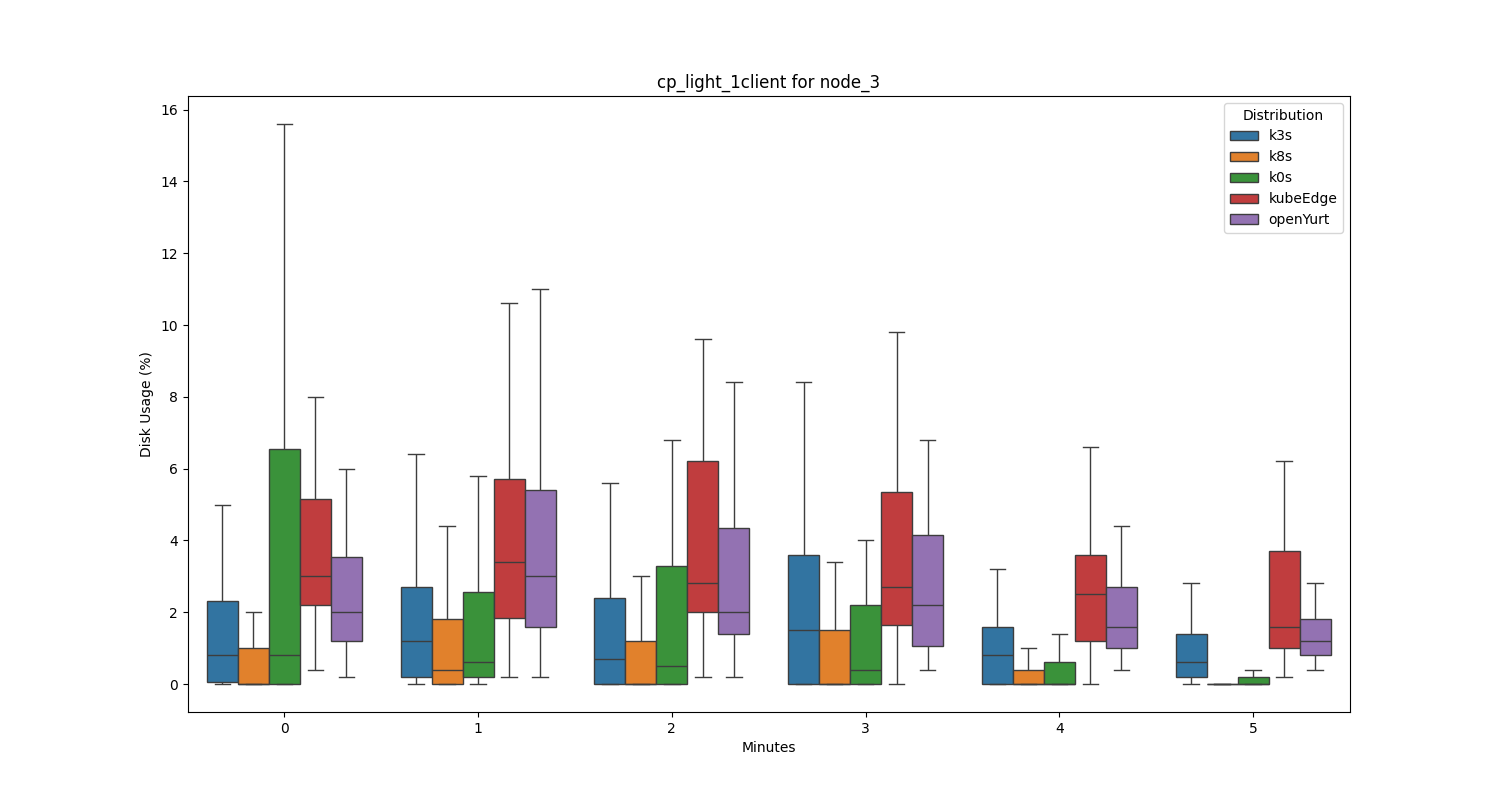 cp_light_1client for node_3
16
14
12
10
8
6
4
2
0
Disk Usage (%)
Distribution
k3s
k8s
k0s
kubeEdge
openYurt
0 1 2 3 4 5
Minutes